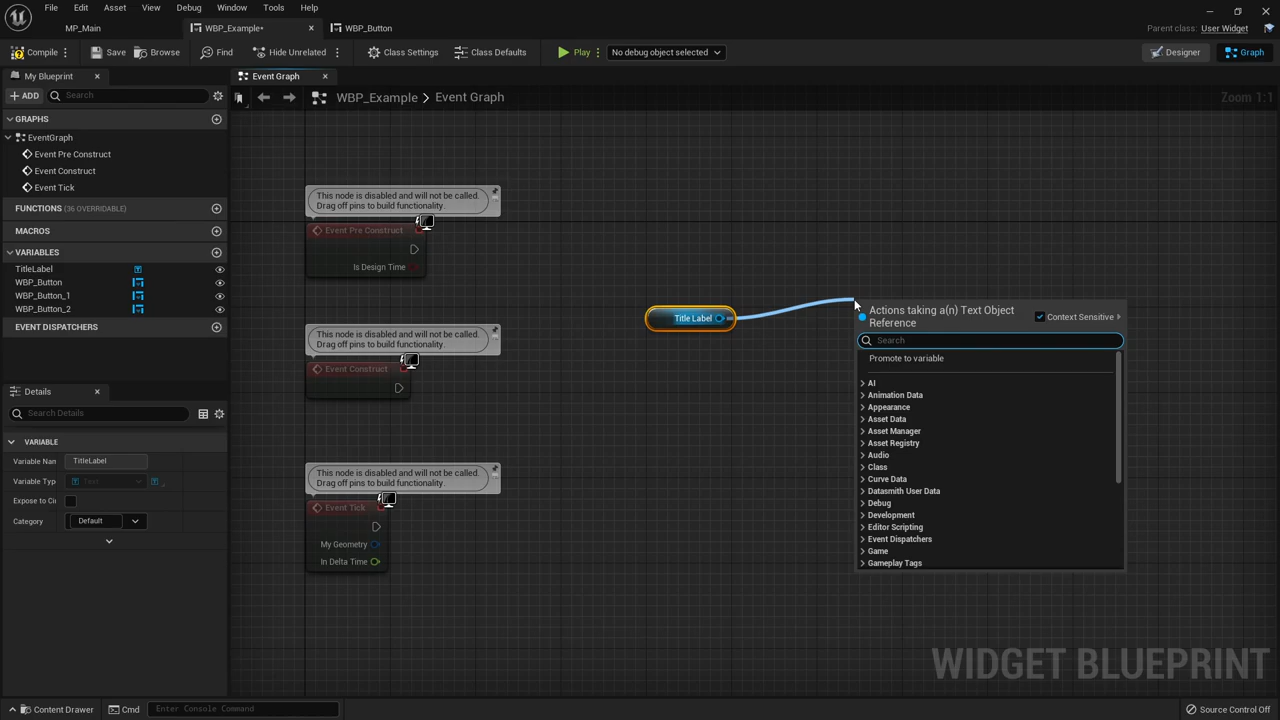 File Edit Asset View Debug Window Tools Help
MP_Main WBP_Example* WBP_Button
Parent class: User Widget
Compile Save Browse Find Hide Unrelated Class Settings Class Defaults Play No debug object selected Designer Graph
My Blueprint Event Graph
ADD Search
WBP_Example > Event Graph Zoom 1:1
GRAPHS
EventGraph
Event Pre Construct
Event Construct
Event Tick
FUNCTIONS (36 OVERRIDABLE)
MACROS
VARIABLES
TitleLabel
WBP_Button
WBP_Button_1
WBP_Button_2
EVENT DISPATCHERS
Details
Search Details
VARIABLE
Variable Nam TitleLabel
Variable Type Text
Expose to Ci
Category Default
This node is disabled and will not be called.
Drag off pins to build functionality.
Event Pre Construct
Is Design Time
This node is disabled and will not be called.
Drag off pins to build functionality.
Event Construct
This node is disabled and will not be called.
Drag off pins to build functionality.
Event Tick
My Geometry
In Delta Time
Title Label
Actions taking a(n) Text Object
Reference
Context Sensitive
Search
Promote to variable
AI
Animation Data
Appearance
Asset Data
Asset Manager
Asset Registry
Audio
Class
Curve Data
Datasmith User Data
Debug
Development
Editor Scripting
Event Dispatchers
Game
Gameplay Tags
WIDGET BLUEPRINT
Content Drawer Cmd Enter Console Command Source Control Off